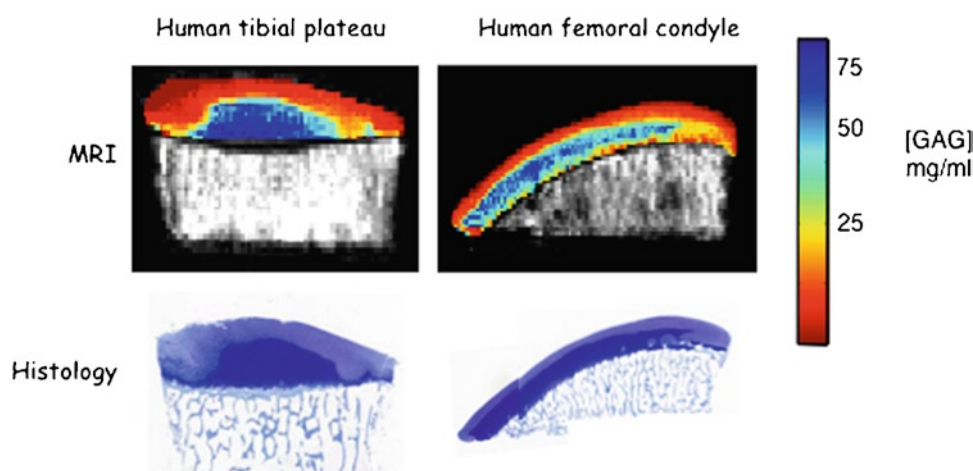 Human tibial plateau
Human femoral condyle
MRI
75
50
25
[GAG]
mg/ml
Histology